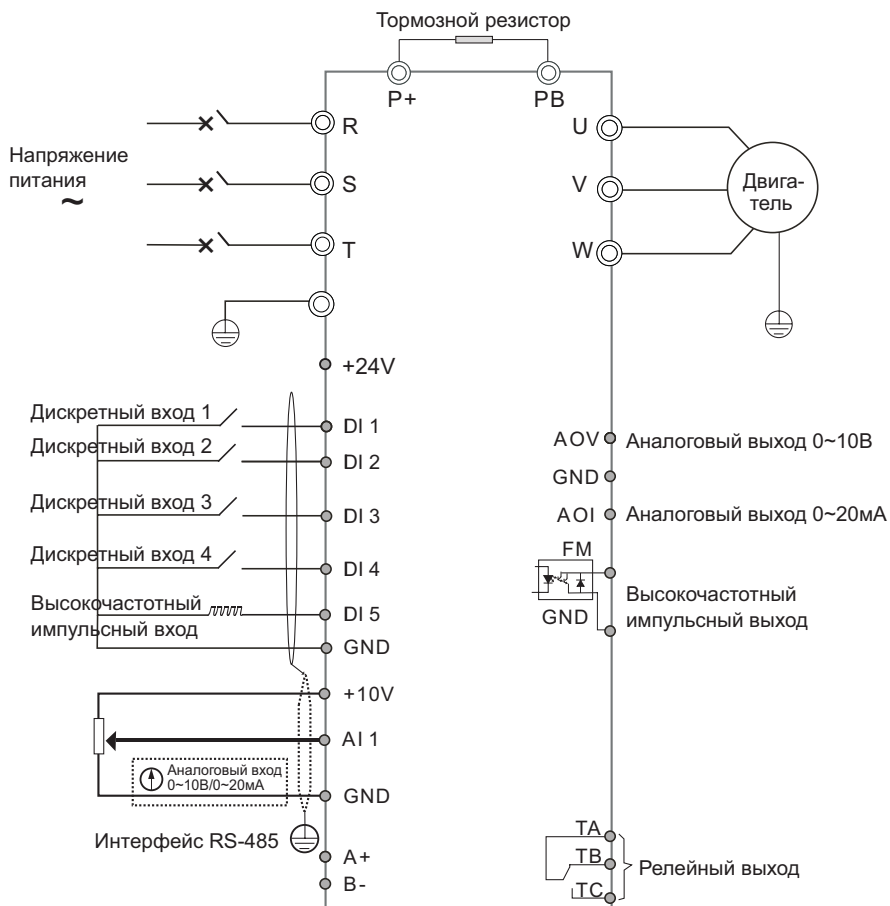 Тормозной резистор
P+
PB
R
U
Напряжение
питания
~
S
V
Двига-
тель
T
W
+24V
Дискретный вход 1
DI 1
Дискретный вход 2
DI 2
Дискретный вход 3
DI 3
Дискретный вход 4
DI 4
Высокочастотный
импульсный вход
DI 5
GND
+10V
AI 1
Аналоговый вход
0~10В/0~20мА
GND
Интерфейс RS-485
A+
B-
AOV
Аналоговый выход 0~10В
GND
AOI
Аналоговый выход 0~20мА
FM
GND
Высокочастотный
импульсный выход
TA
TB
TC
Релейный выход